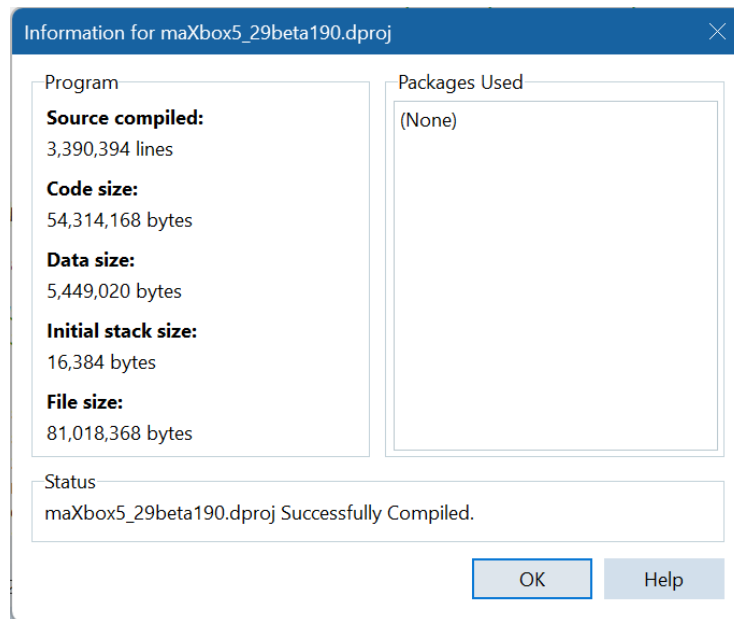 Information for maXbox5_29beta190.dproj
Program
Source compiled:
3,390,394 lines
Code size:
54,314,168 bytes
Data size:
5,449,020 bytes
Initial stack size:
16,384 bytes
File size:
81,018,368 bytes
Packages Used
(None)
Status
maXbox5_29beta190.dproj Successfully Compiled.
OK
Help